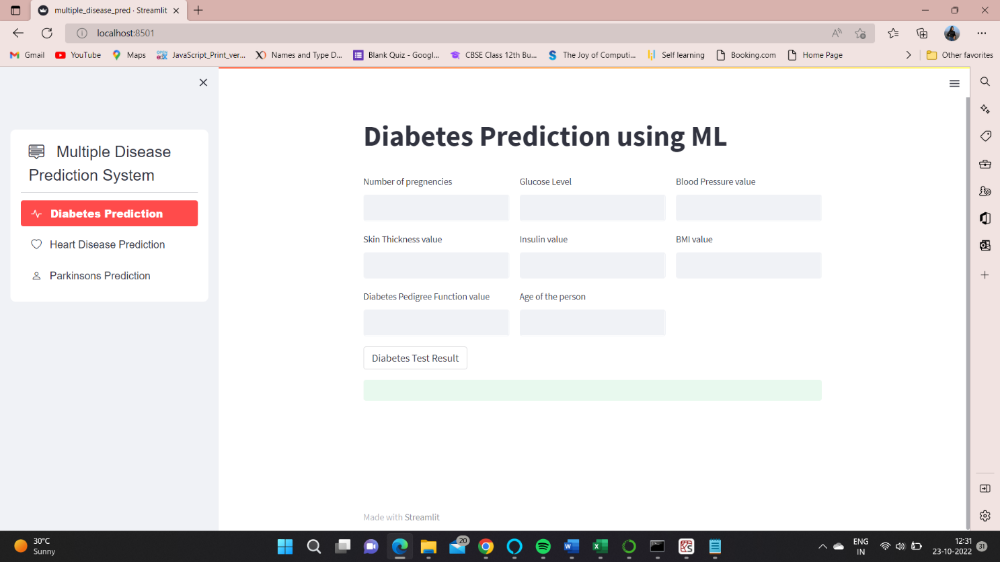 multiple_disease_pred · Streamlit
localhost:8501
Gmail
YouTube
Maps
JavaScript_Print_ver...
Names and Type D...
Blank Quiz - Googl...
CBSE Class 12th Bu...
The Joy of Computi...
Self learning
Booking.com
Home Page
Other favorites
Multiple Disease
Prediction System
Diabetes Prediction
Heart Disease Prediction
Parkinsons Prediction
Diabetes Prediction using ML
Number of pregnencies
Glucose Level
Blood Pressure value
Skin Thickness value
Insulin value
BMI value
Diabetes Pedigree Function value
Age of the person
Diabetes Test Result
Made with Streamlit
30°C
Sunny
20
ENG
IN
12:31
23-10-2022
31